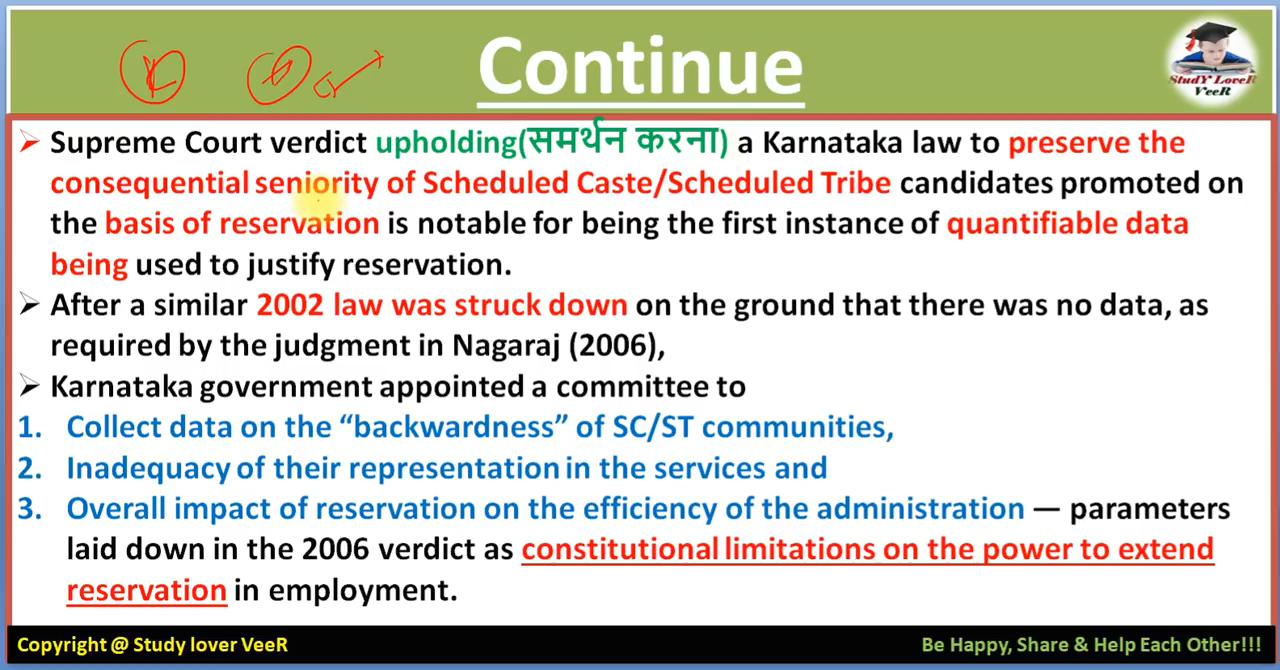 Continue
StudY LoveR
VeeR
Supreme Court verdict upholding(समर्थन करना) a Karnataka law to preserve the
consequential seniority of Scheduled Caste/Scheduled Tribe candidates promoted on
the basis of reservation is notable for being the first instance of quantifiable data
being used to justify reservation.
After a similar 2002 law was struck down on the ground that there was no data, as
required by the judgment in Nagaraj (2006),
Karnataka government appointed a committee to
1. Collect data on the “backwardness” of SC/ST communities,
2. Inadequacy of their representation in the services and
3. Overall impact of reservation on the efficiency of the administration — parameters
laid down in the 2006 verdict as constitutional limitations on the power to extend
reservation in employment.
Copyright @ Study lover VeeR
Be Happy, Share & Help Each Other!!!